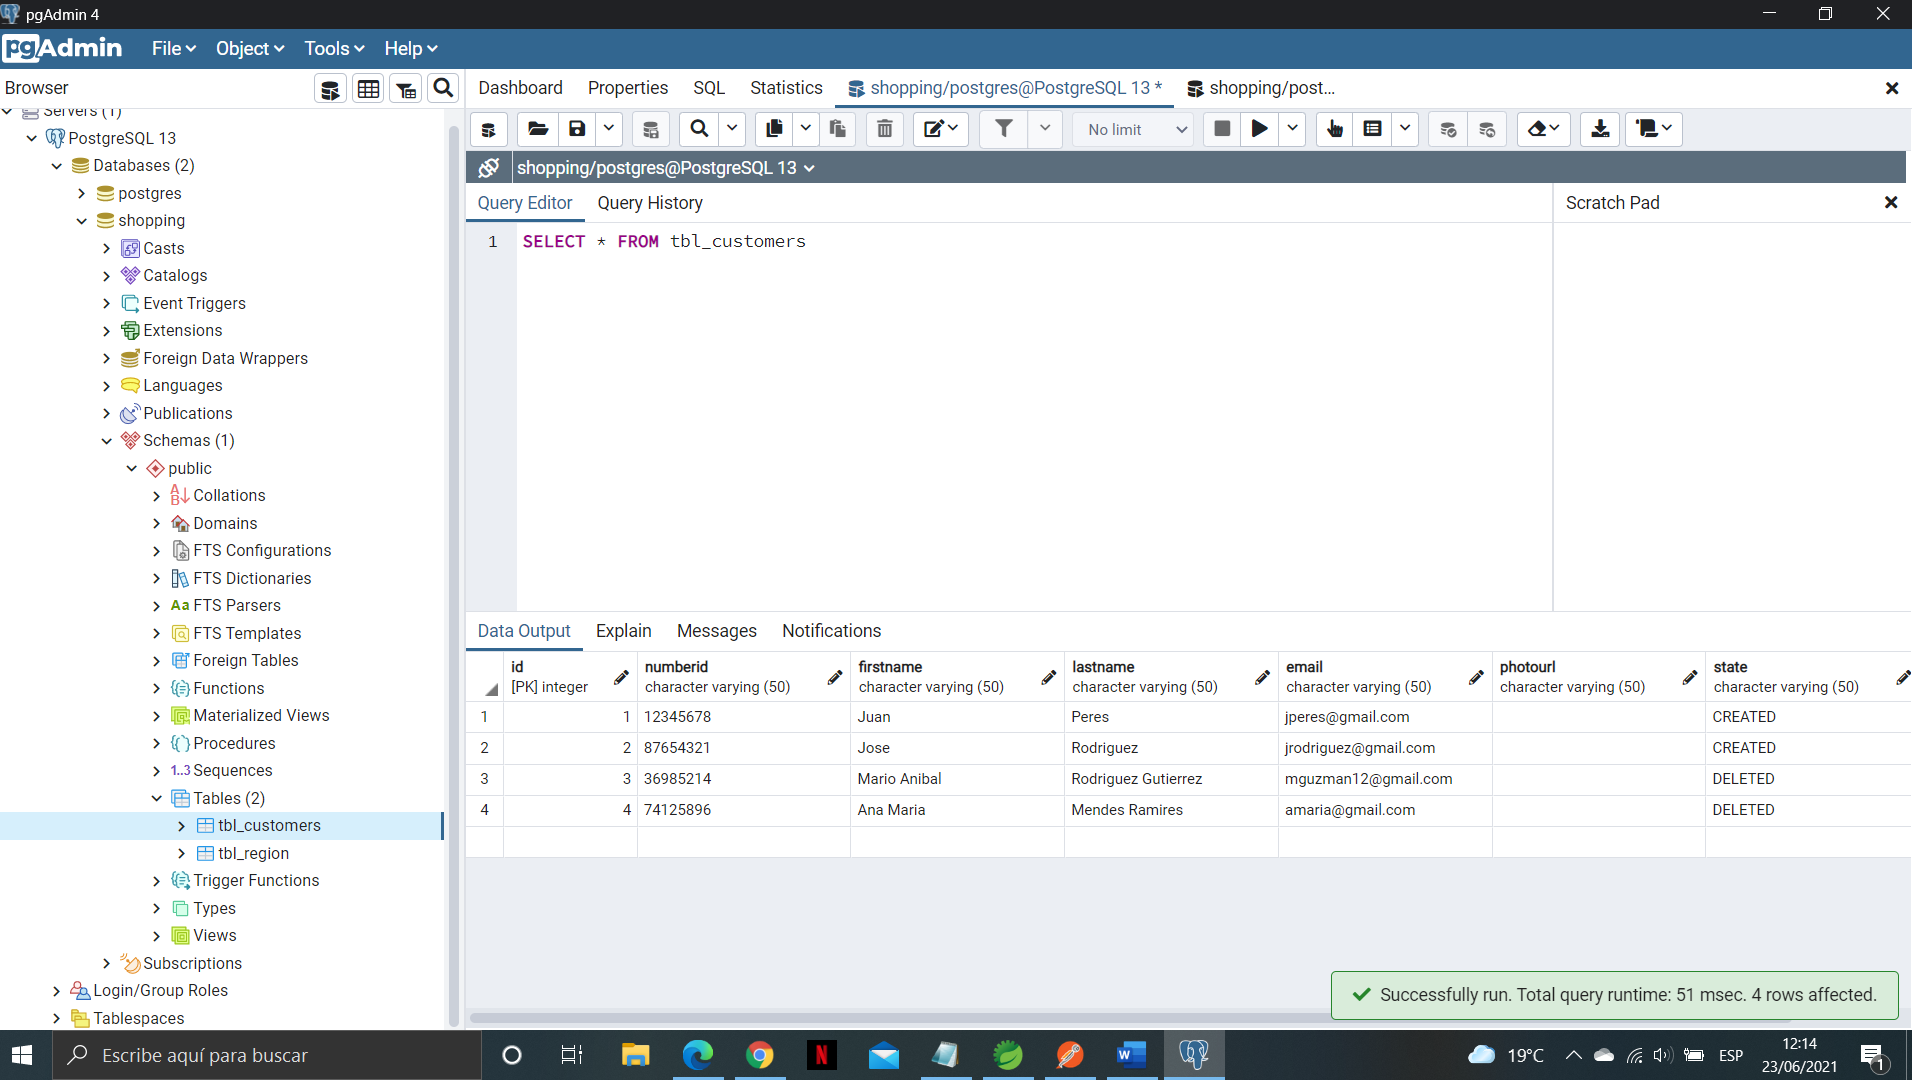 pgAdmin 4
pgAdmin File Object Tools Help
Browser
Dashboard Properties SQL Statistics shopping/postgres@PostgreSQL 13 * shopping/post...
Servers (1)
PostgreSQL 13
Databases (2)
postgres
shopping
Casts
Catalogs
Event Triggers
Extensions
Foreign Data Wrappers
Languages
Publications
Schemas (1)
public
Collations
Domains
FTS Configurations
FTS Dictionaries
Aa FTS Parsers
FTS Templates
Foreign Tables
Functions
Materialized Views
Procedures
1..3 Sequences
Tables (2)
tbl_customers
tbl_region
Trigger Functions
Types
Views
Subscriptions
Login/Group Roles
Tablespaces
No limit
shopping/postgres@PostgreSQL 13
Query Editor Query History
Scratch Pad
1 SELECT * FROM tbl_customers
Data Output Explain Messages Notifications
id numberid firstname lastname email photourl state
[PK] integer character varying (50) character varying (50) character varying (50) character varying (50) character varying (50) character varying (50)
1 1 12345678 Juan Peres jperes@gmail.com CREATED
2 2 87654321 Jose Rodriguez jrodriguez@gmail.com CREATED
3 3 36985214 Mario Anibal Rodriguez Gutierrez mguzman12@gmail.com DELETED
4 4 74125896 Ana Maria Mendes Ramires amaria@gmail.com DELETED
Successfully run. Total query runtime: 51 msec. 4 rows affected.
Escribe aquí para buscar
19°C ESP
12:14
23/06/2021
1